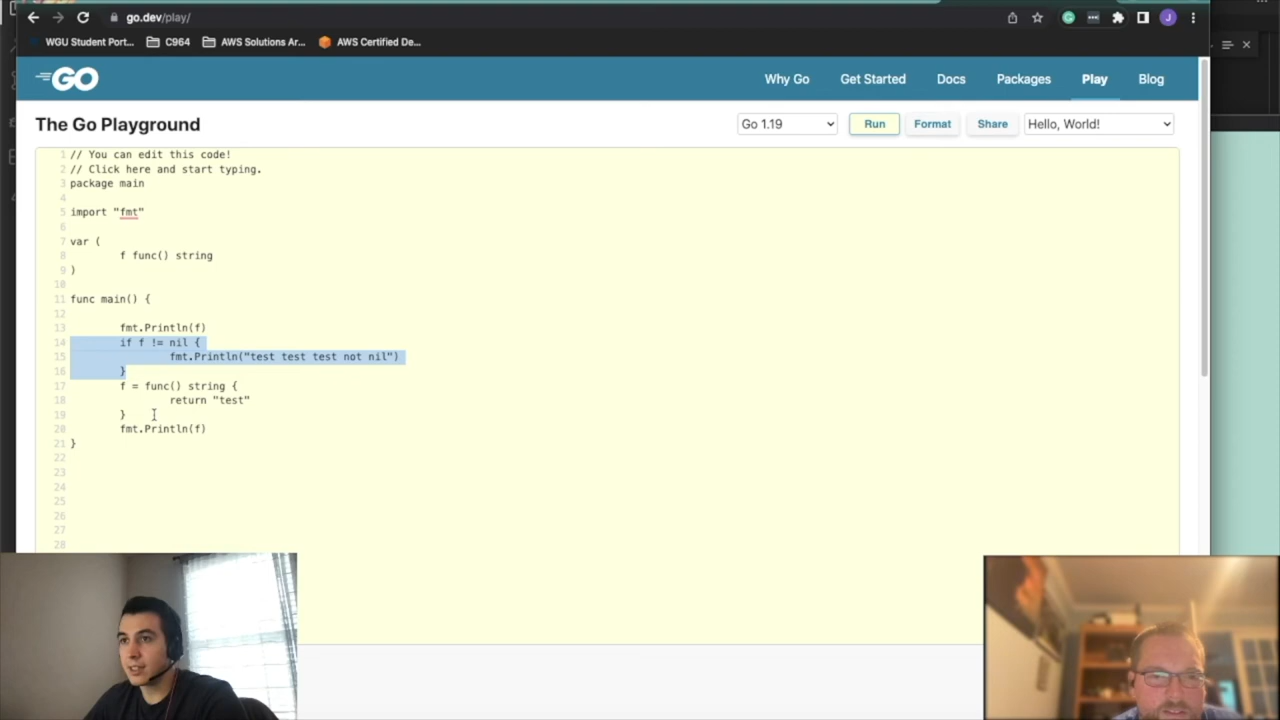 go.dev/play/
WGU Student Port... C964 AWS Solutions Ar... AWS Certified De...
GO Why Go Get Started Docs Packages Play Blog
The Go Playground Go 1.19 Run Format Share Hello, World!
1 // You can edit this code!
2 // Click here and start typing.
3 package main
4
5 import "fmt"
6
7 var (
8 f func() string
9 )
10
11 func main() {
12
13 fmt.Println(f)
14 if f != nil {
15 fmt.Println("test test test not nil")
16 }
17 f = func() string {
18 return "test"
19 }
20 fmt.Println(f)
21 }
22
23
24
25
26
27
28